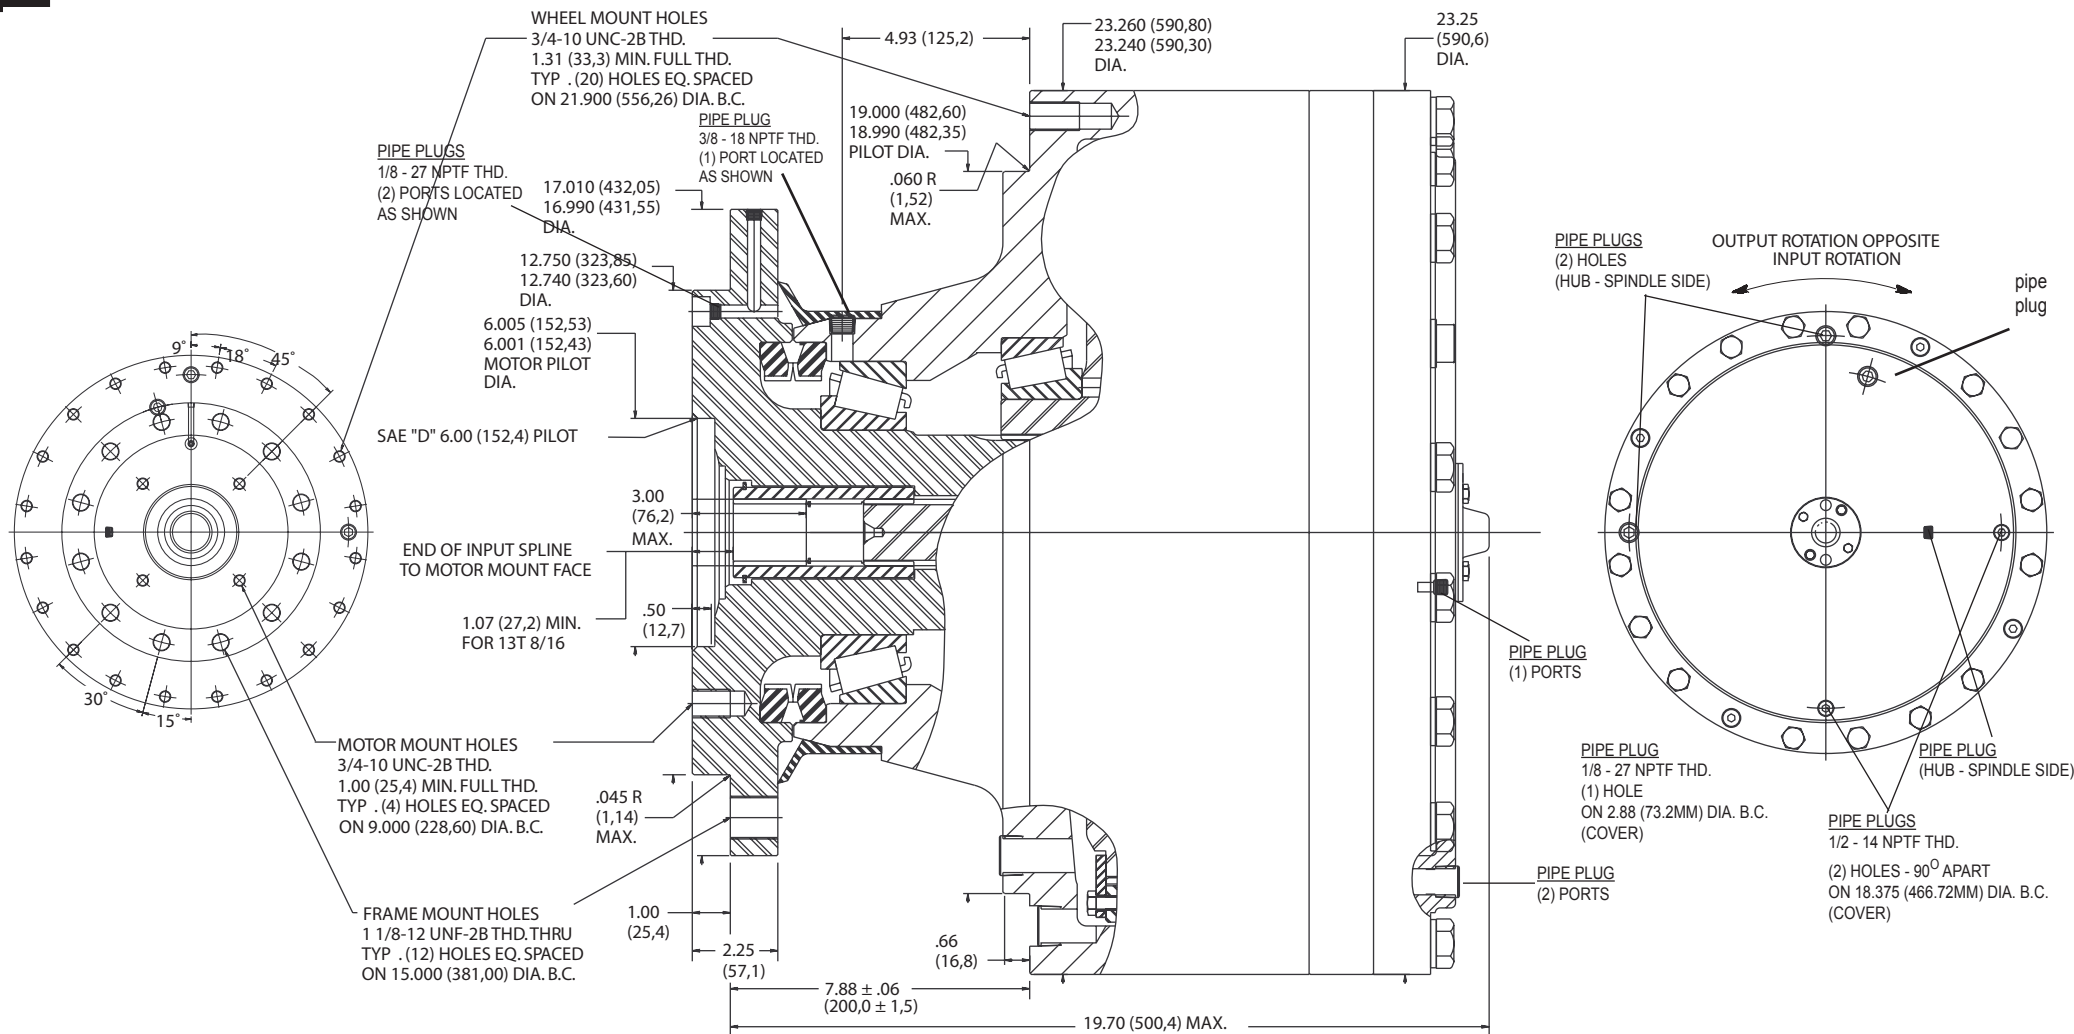 WHEEL MOUNT HOLES
3/4-10 UNC-2B THD.
1.31 (33,3) MIN. FULL THD.
TYP . (20) HOLES EQ. SPACED
ON 21.900 (556,26) DIA. B.C.
PIPE PLUG
3/8 - 18 NPTF THD.
(1) PORT LOCATED
AS SHOWN
PIPE PLUGS
1/8 - 27 NPTF THD.
(2) PORTS LOCATED
AS SHOWN
4.93 (125,2)
23.260 (590,80)
23.240 (590,30)
DIA.
23.25
(590,6)
DIA.
19.000 (482,60)
18.990 (482,35)
PILOT DIA.
.060 R
(1,52)
MAX.
17.010 (432,05)
16.990 (431,55)
DIA.
12.750 (323,85)
12.740 (323,60)
DIA.
6.005 (152,53)
6.001 (152,43)
MOTOR PILOT
DIA.
SAE "D" 6.00 (152,4) PILOT
3.00
(76,2)
MAX.
END OF INPUT SPLINE
TO MOTOR MOUNT FACE
1.07 (27,2) MIN.
FOR 13T 8/16
.50
(12,7)
9°
18°
45°
30°
15°
MOTOR MOUNT HOLES
3/4-10 UNC-2B THD.
1.00 (25,4) MIN. FULL THD.
TYP . (4) HOLES EQ. SPACED
ON 9.000 (228,60) DIA. B.C.
.045 R
(1,14)
MAX.
FRAME MOUNT HOLES
1 1/8-12 UNF-2B THD. THRU
TYP . (12) HOLES EQ. SPACED
ON 15.000 (381,00) DIA. B.C.
1.00
(25,4)
2.25
(57,1)
.66
(16,8)
7.88 ± .06
(200,0 ± 1,5)
19.70 (500,4) MAX.
PIPE PLUG
(1) PORTS
PIPE PLUG
(2) PORTS
PIPE PLUGS
(2) HOLES
(HUB - SPINDLE SIDE)
OUTPUT ROTATION OPPOSITE
INPUT ROTATION
pipe
plug
PIPE PLUG
1/8 - 27 NPTF THD.
(1) HOLE
ON 2.88 (73.2MM) DIA. B.C.
(COVER)
PIPE PLUG
(HUB - SPINDLE SIDE)
PIPE PLUGS
1/2 - 14 NPTF THD.
(2) HOLES - 90° APART
ON 18.375 (466.72MM) DIA. B.C.
(COVER)